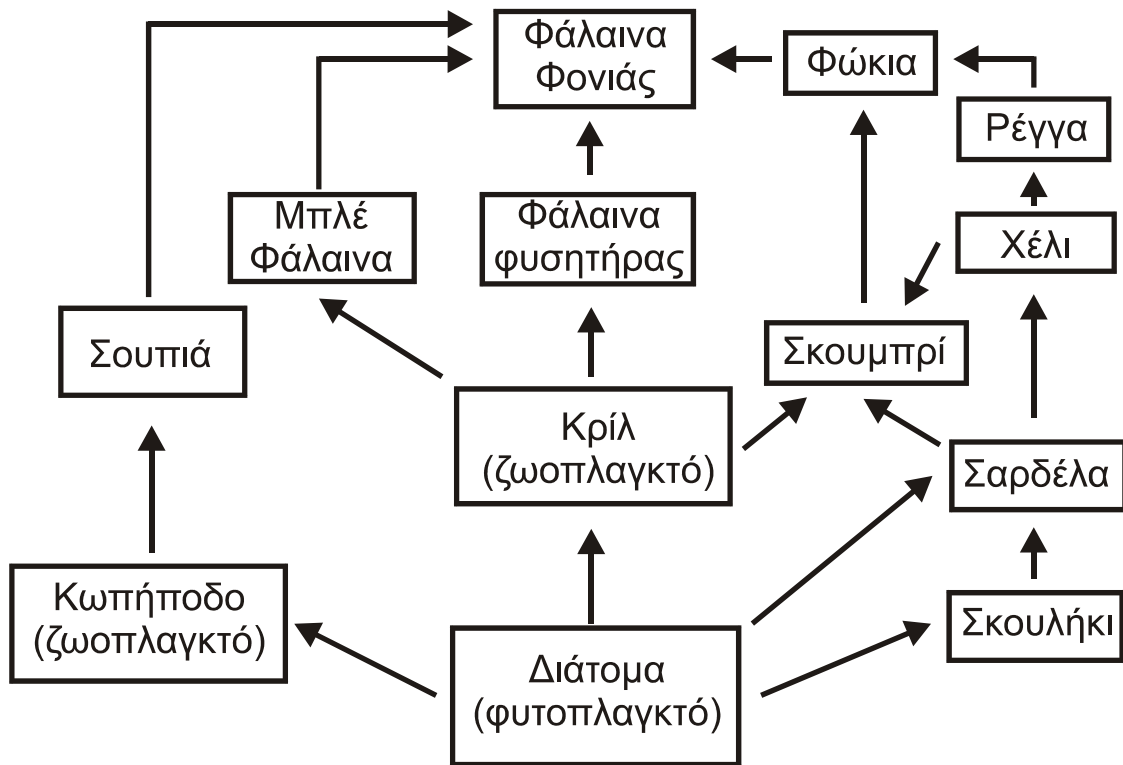 Φάλαινα
Φονιάς
Φώκια
Ρέγγα
Μπλέ
Φάλαινα
Φάλαινα
φυσητήρας
Χέλι
Σουπιά
Σκουμπρί
Κρίλ
(ζωοπλαγκτό)
Σαρδέλα
Κωπήποδο
(ζωοπλαγκτό)
Διάτομα
(φυτοπλαγκτό)
Σκουλήκι